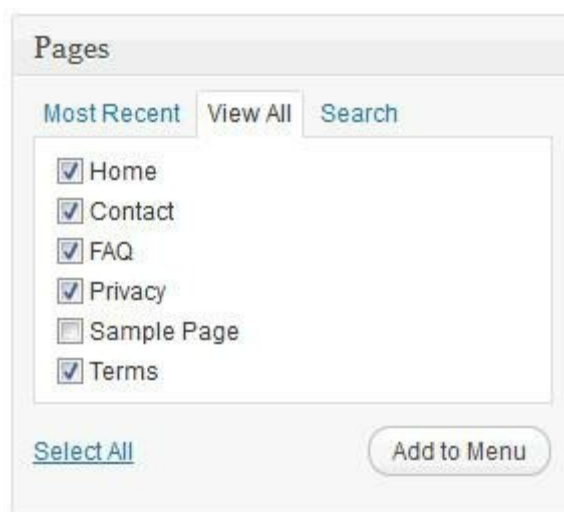 Pages
Most Recent View All Search
Home
Contact
FAQ
Privacy
Sample Page
Terms
Select All Add to Menu